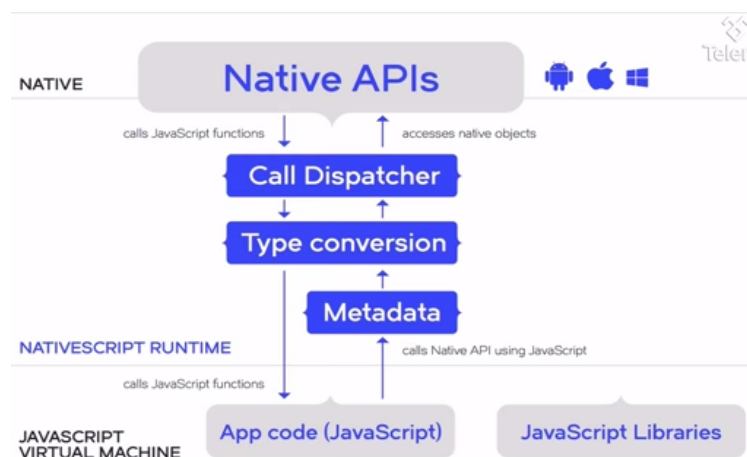 Native APIs
NATIVE
calls JavaScript functions
accesses native objects
Call Dispatcher
Type conversion
Metadata
NATIVESCRIPT RUNTIME
calls Native API using JavaScript
calls JavaScript functions
App code (JavaScript)
JavaScript Libraries
JAVASCRIPT
VIRTUAL MACHINE